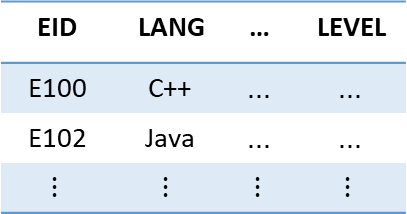 EID LANG ... LEVEL
E100 C++ ... ...
E102 Java ... ...
⋮ ⋮ ⋮ ⋮